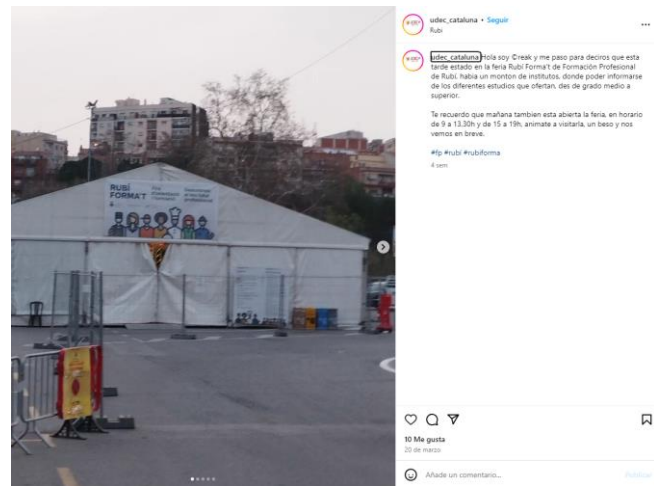 RUBÍ
FORMA'T
udec_cataluna • Seguir
Rubí
udec_cataluna Hola soy ©reak y me paso para deciros que esta
tarde estado en la feria Rubí Forma't de Formación Profesional
de Rubí, habia un monton de institutos, donde poder informarse
de los diferentes estudios que ofertan, des de grado medio a
superior.
Te recuerdo que mañana tambien esta abierta la feria, en horario
de 9 a 13.30h y de 15 a 19h, animate a visitarla, un beso y nos
vemos en breve.
#fp #rubi #rubiforma
4 sem
10 Me gusta
20 de marzo
Añade un comentario...
Publicar